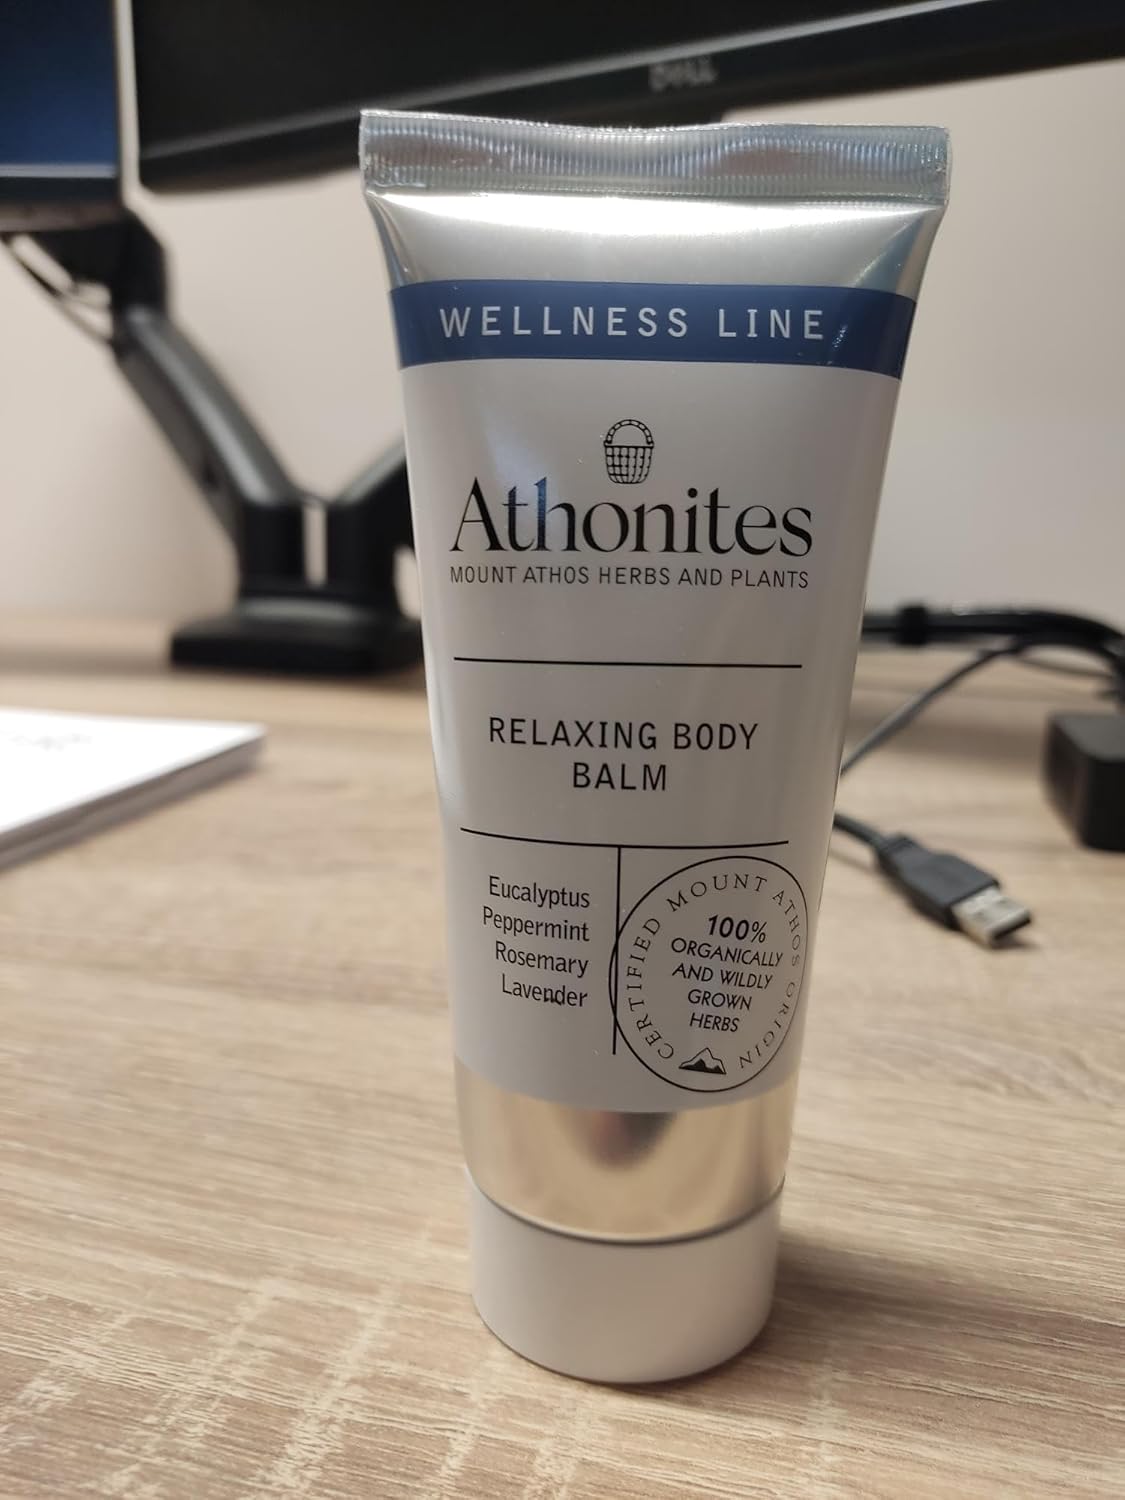 DELL
WELLNESS LINE
Athonites
MOUNT ATHOS HERBS AND PLANTS
RELAXING BODY
BALM
Eucalyptus
Peppermint
Rosemary
Lavender
CERTIFIED MOUNT ATHOS ORIGIN
100%
ORGANICALLY
AND WILDLY
GROWN
HERBS